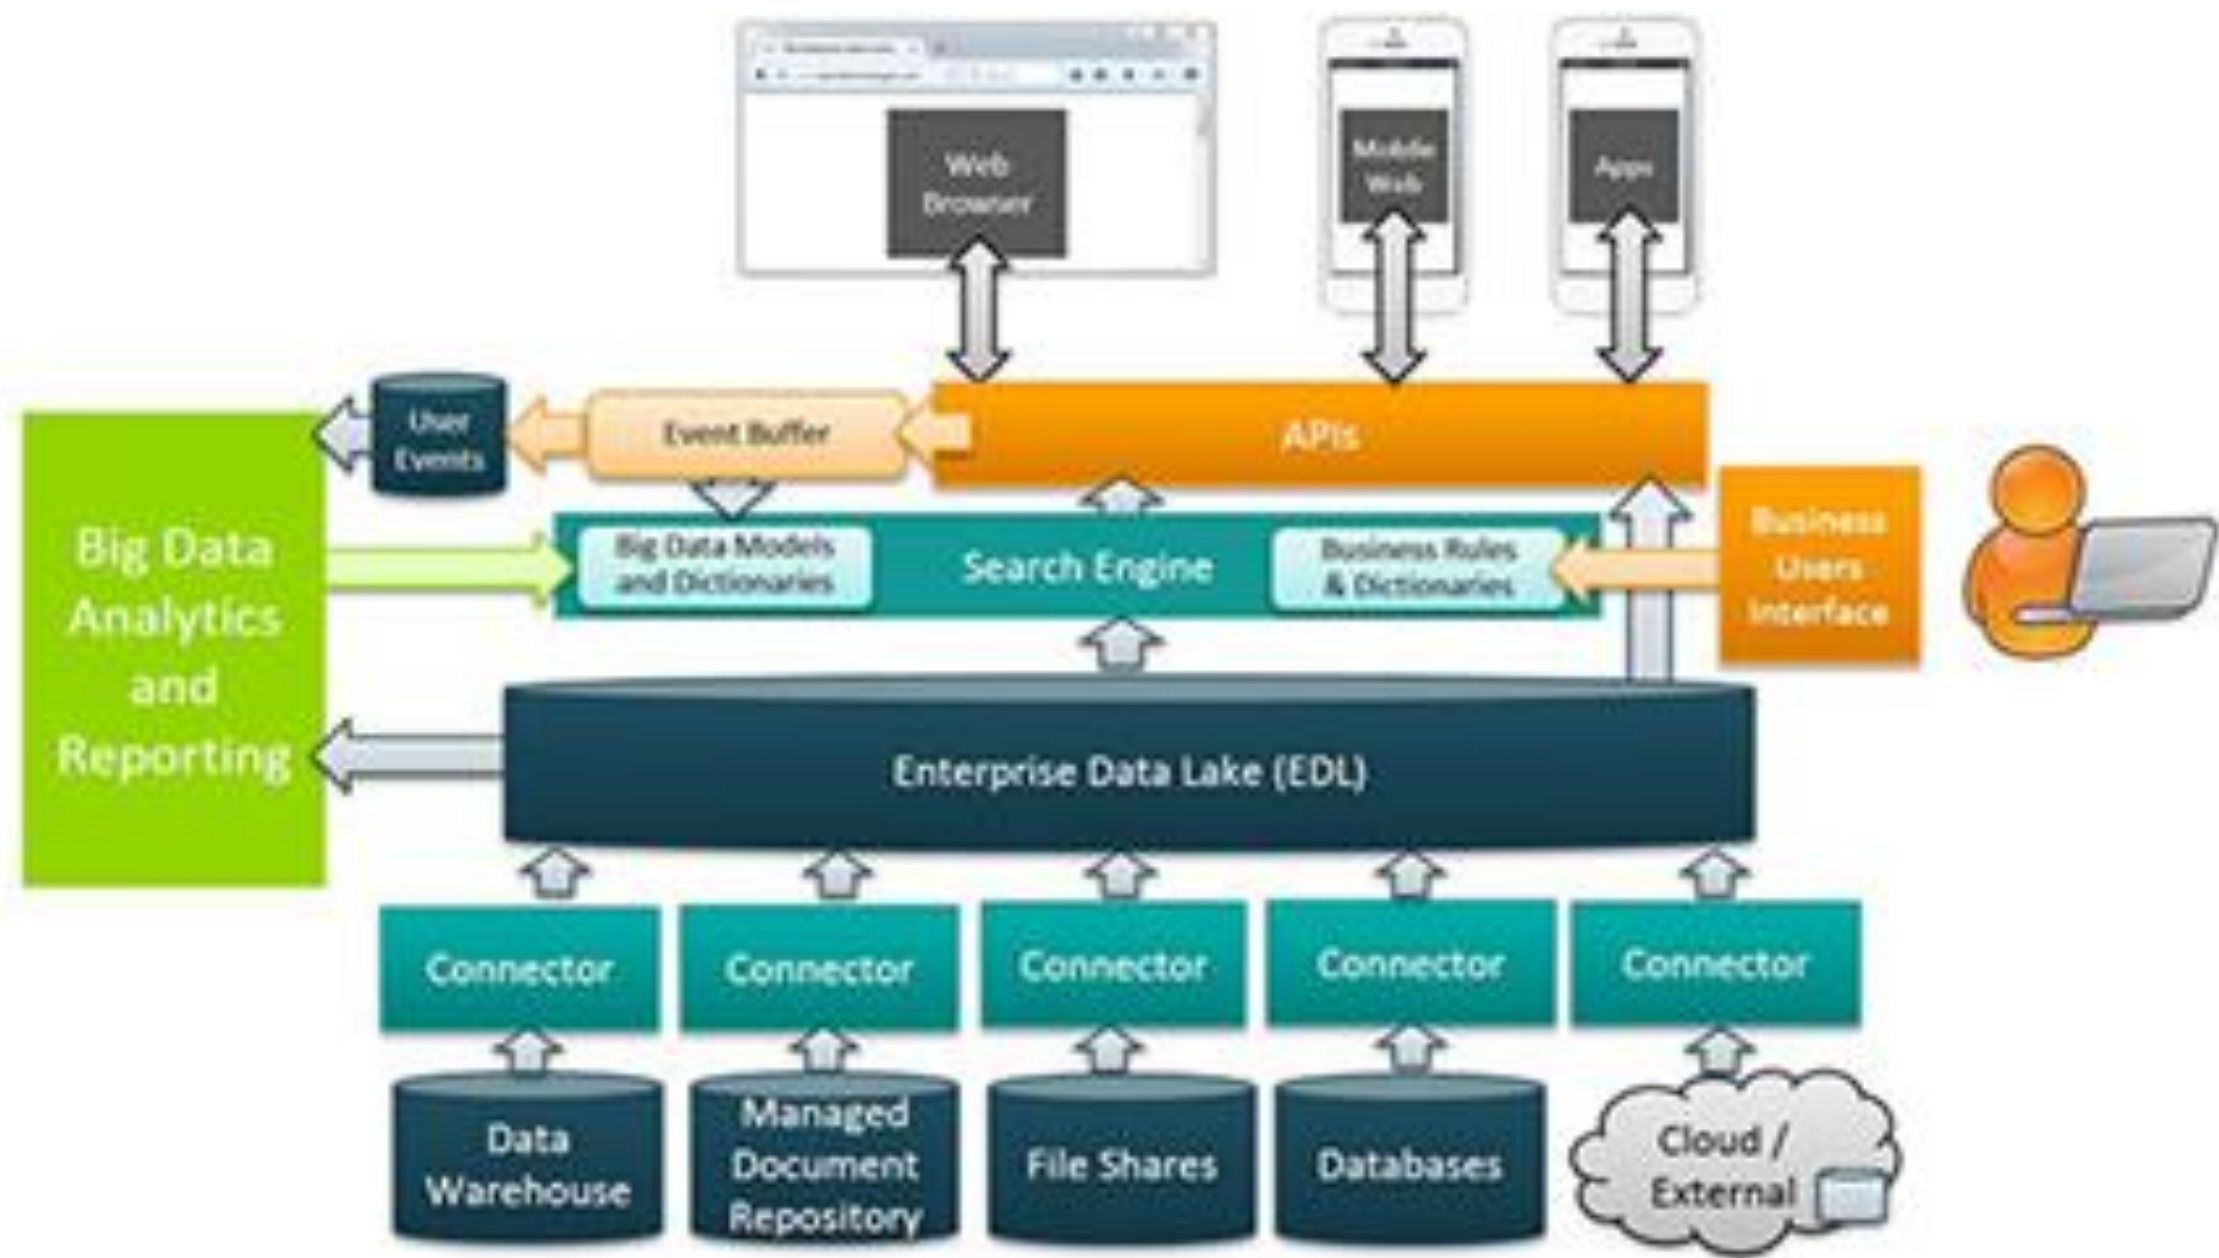 Web
Browser
Mobile
Web
Apps
User
Events
Event Buffer
APIs
Big Data
Analytics
and
Reporting
Big Data Models
and Dictionaries
Search Engine
Business Rules
& Dictionaries
Business
Users
Interface
Enterprise Data Lake (EDL)
Connector
Connector
Connector
Connector
Connector
Data
Warehouse
Managed
Document
Repository
File Shares
Databases
Cloud /
External